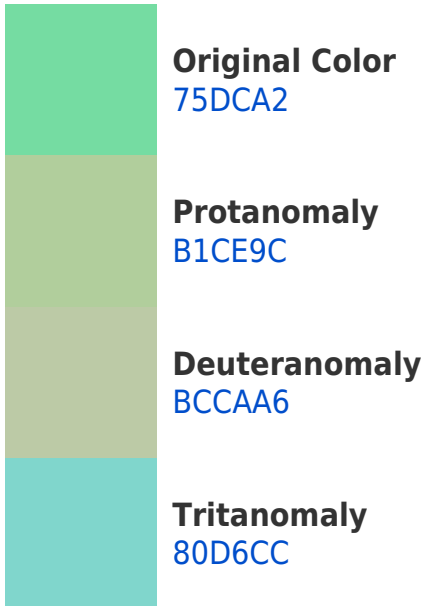 Original Color
75DCA2
Protanomaly
B1CE9C
Deuteranomaly
BCCAA6
Tritanomaly
80D6CC